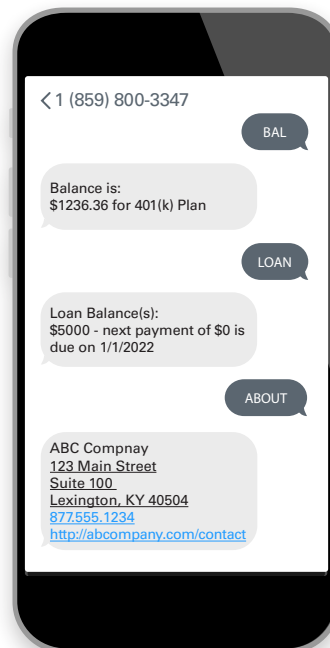 1 (859) 800-3347
BAL
Balance is:
$1236.36 for 401(k) Plan
LOAN
Loan Balance(s):
$5000 - next payment of $0 is
due on 1/1/2022
ABOUT
ABC Compnay
123 Main Street
Suite 100
Lexington, KY 40504
877.555.1234
http://abcompany.com/contact